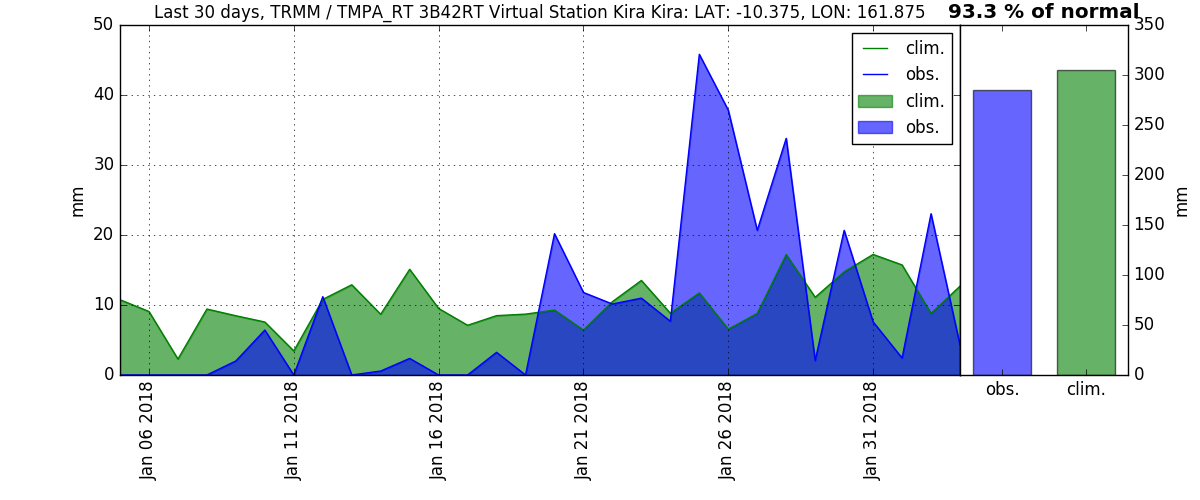 Last 30 days, TRMM / TMPA_RT 3B42RT Virtual Station Kira Kira: LAT: -10.375, LON: 161.875
93.3 % of normal
50
40
30
20
10
0
mm
clim.
obs.
clim.
obs.
350
300
250
200
150
100
50
0
mm
obs.
clim.
Jan 06 2018
Jan 11 2018
Jan 16 2018
Jan 21 2018
Jan 26 2018
Jan 31 2018